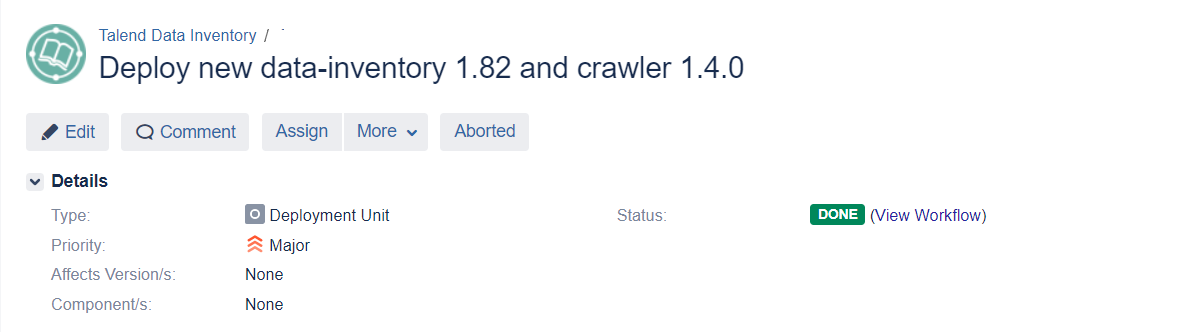 Talend Data Inventory /
Deploy new data-inventory 1.82 and crawler 1.4.0
Edit Comment Assign More Aborted
Details
Type: Deployment Unit Status: DONE (View Workflow)
Priority: Major
Affects Version/s: None
Component/s: None